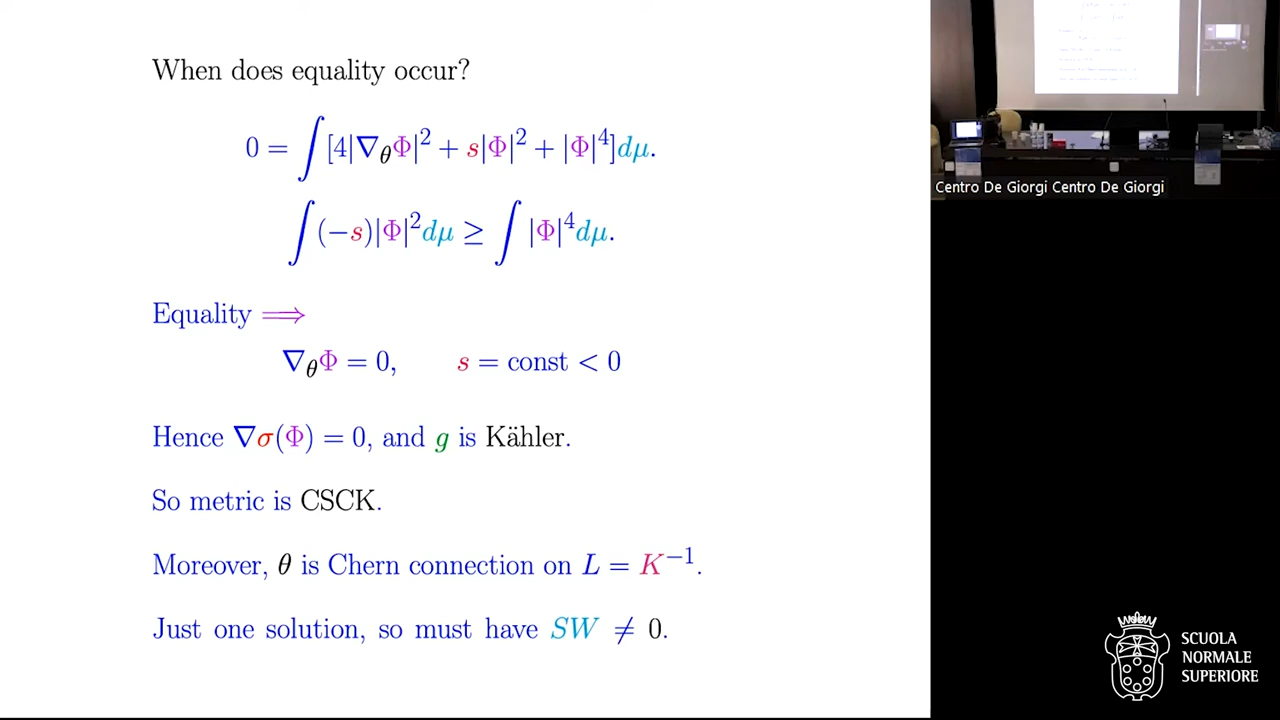 When does equality occur?
0 = ∫[4|∇_θΦ|² + s|Φ|² + |Φ|⁴]dμ.
∫(−s)|Φ|²dμ ≥ ∫|Φ|⁴dμ.
Equality ⟹
∇_θΦ = 0, s = const < 0
Hence ∇σ(Φ) = 0, and g is Kähler.
So metric is CSCK.
Moreover, θ is Chern connection on L = K⁻¹.
Just one solution, so must have SW ≠ 0.
Centro De Giorgi Centro De Giorgi
SCUOLA
NORMALE
SUPERIORE